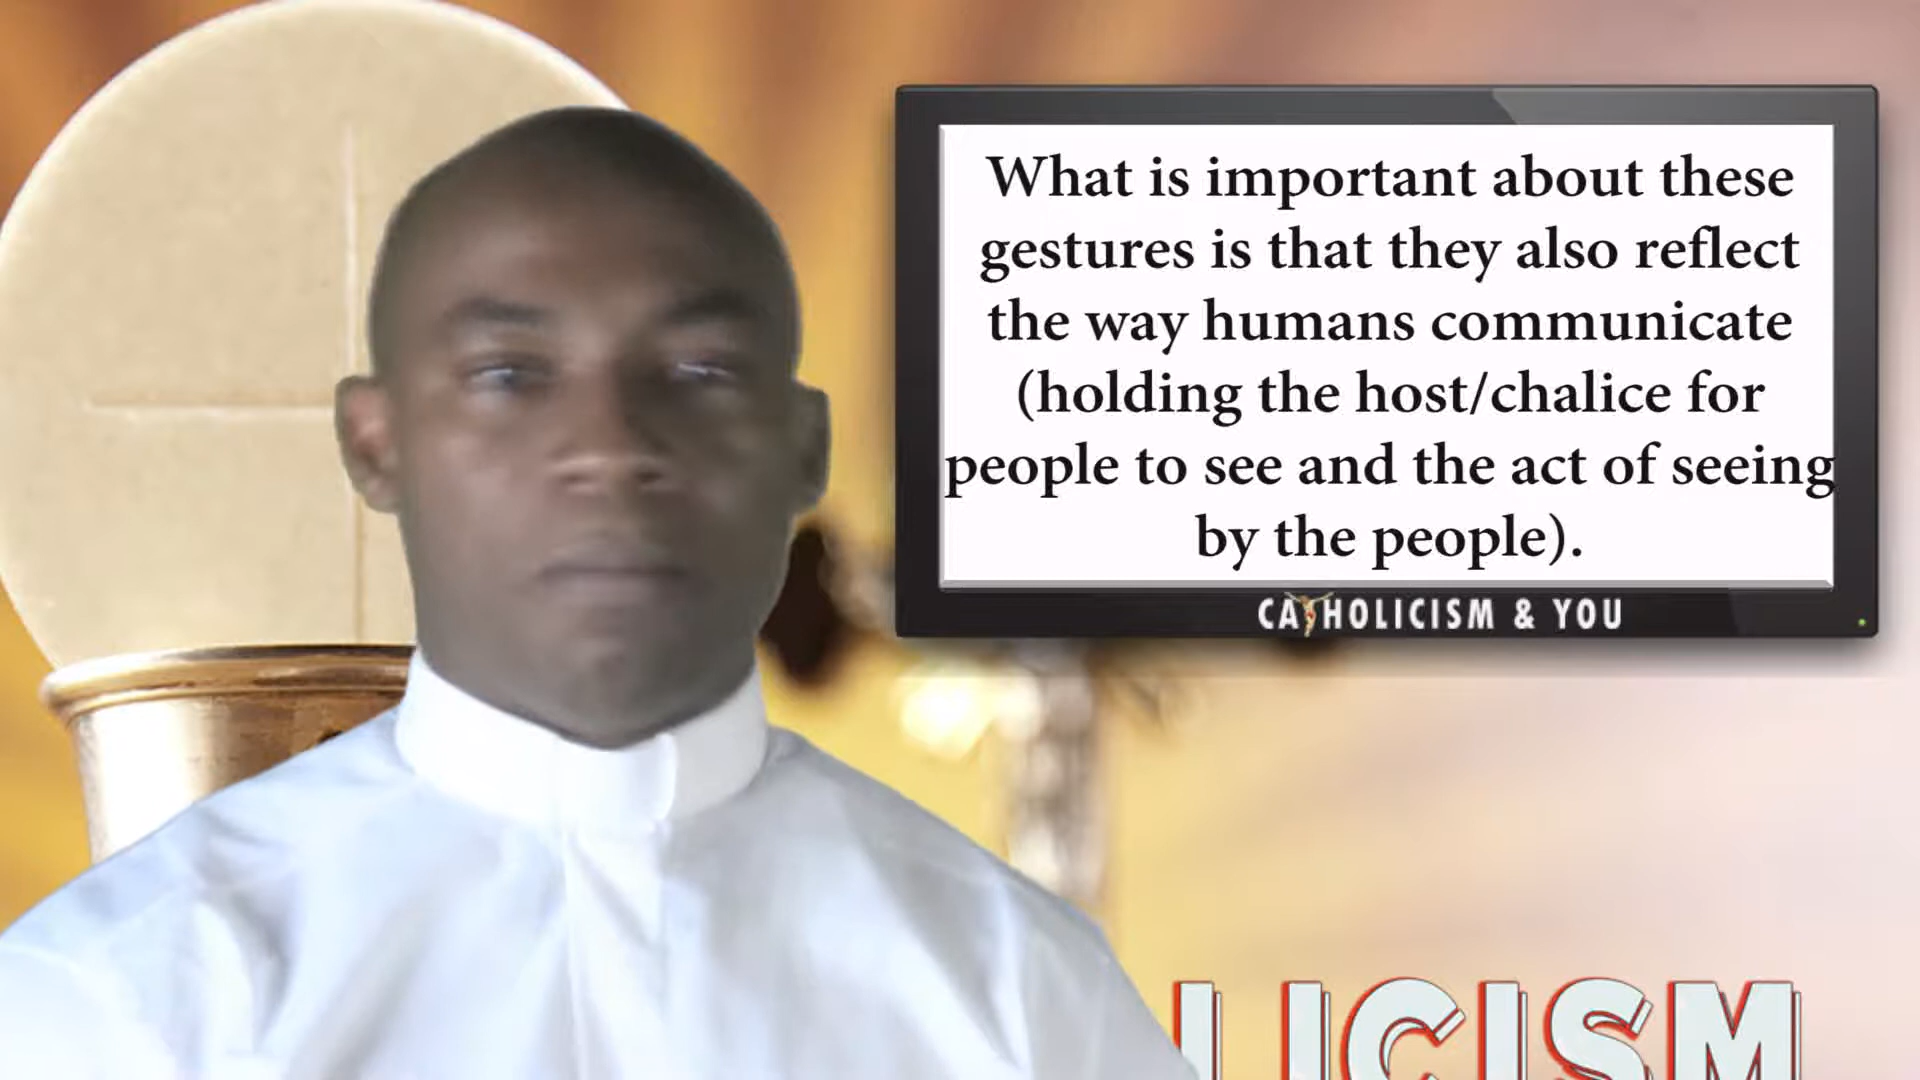 What is important about these
gestures is that they also reflect
the way humans communicate
(holding the host/chalice for
people to see and the act of seeing
by the people).
CATHOLICISM & YOU
LICISM